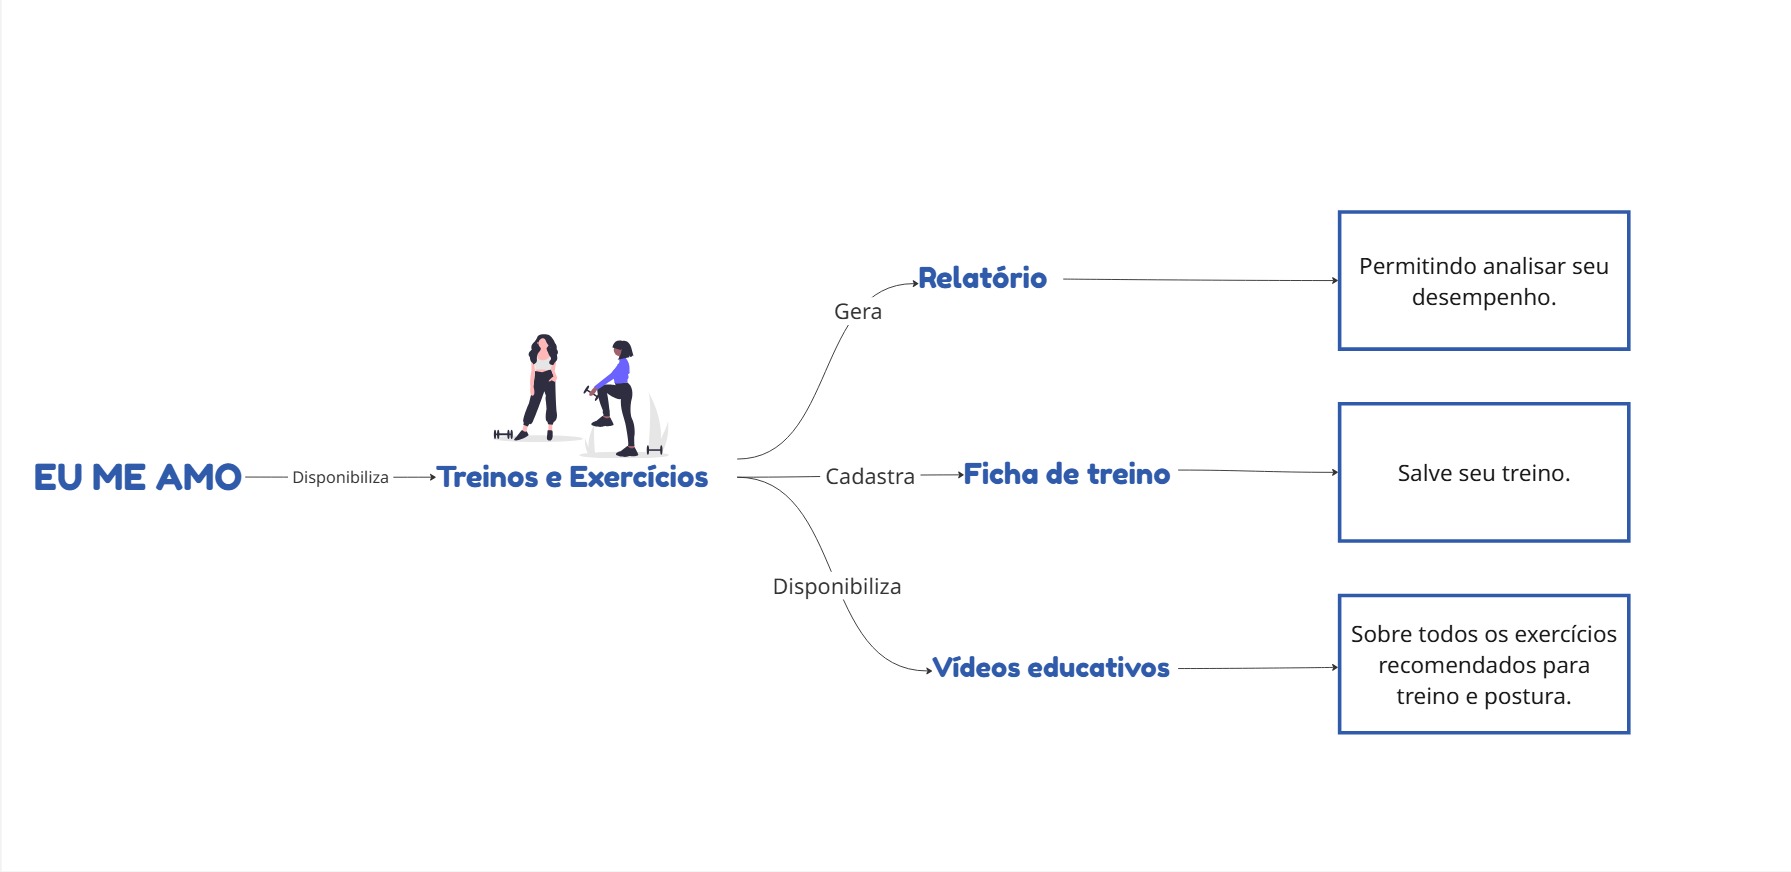 EU ME AMO
Disponibiliza
Treinos e Exercícios
Gera
Relatório
Permitindo analisar seu
desempenho.
Cadastra
Ficha de treino
Salve seu treino.
Disponibiliza
Vídeos educativos
Sobre todos os exercícios
recomendados para
treino e postura.